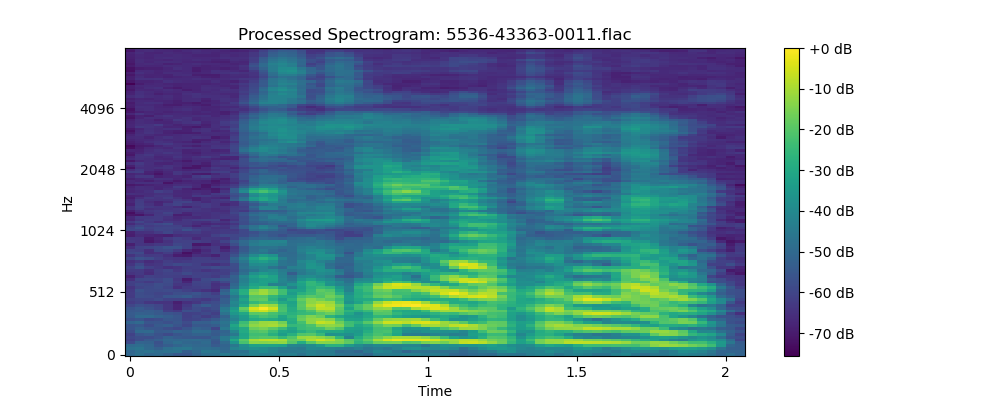 Processed Spectrogram: 5536-43363-0011.flac
Hz
4096
2048
1024
512
0
0
0.5
1
1.5
2
Time
+0 dB
-10 dB
-20 dB
-30 dB
-40 dB
-50 dB
-60 dB
-70 dB